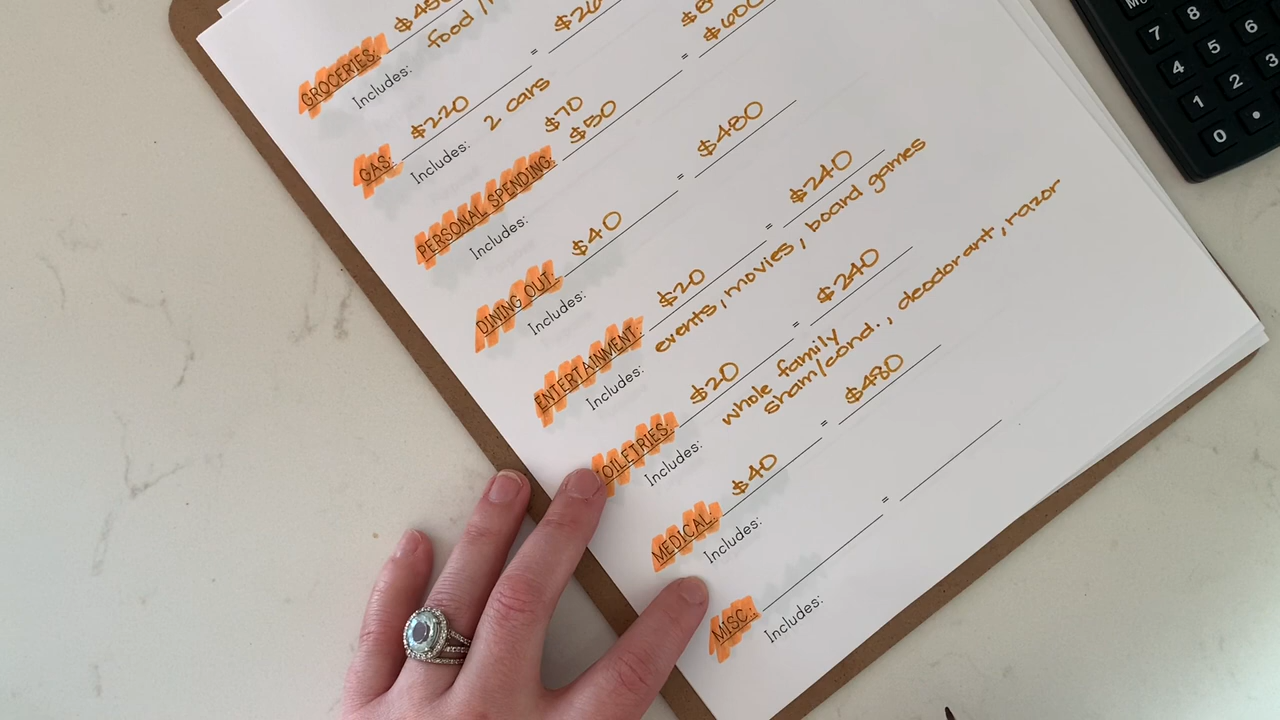 GROCERIES: $480
Includes: food /
GAS: $220 =
Includes: 2 cars
$70
PERSONAL SPENDING: $50 = $600
Includes:
DINING OUT: $40 = $480
Includes:
ENTERTAINMENT: $20 = $240
Includes: events, movies, board games
TOILETRIES: $20 = $240
Includes: whole family
sham/cond., deodorant, razor
MEDICAL: $40 = $480
Includes:
MISC.: =
Includes:
7 8
4 5 6
1 2 3
0 •